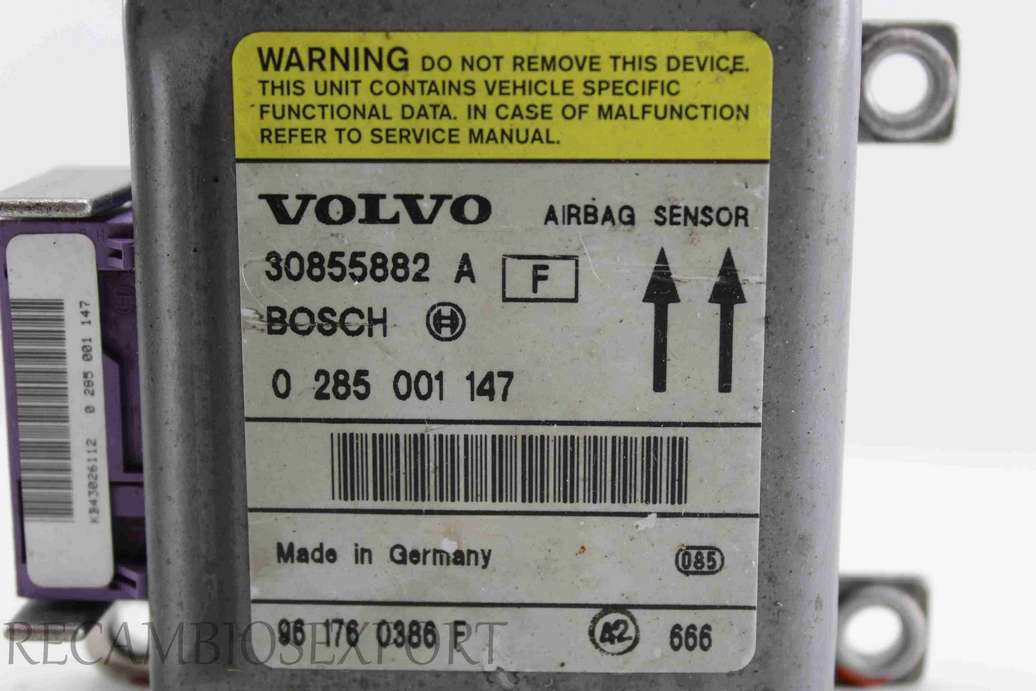 WARNING DO NOT REMOVE THIS DEVICE.
THIS UNIT CONTAINS VEHICLE SPECIFIC
FUNCTIONAL DATA. IN CASE OF MALFUNCTION
REFER TO SERVICE MANUAL.
VOLVO AIRBAG SENSOR
30855882 A F
BOSCH
0 285 001 147
Made in Germany 085
96 176 0386 F A2 666
KB43026112 0 285 001 147
RECAMBIOSEXPORT